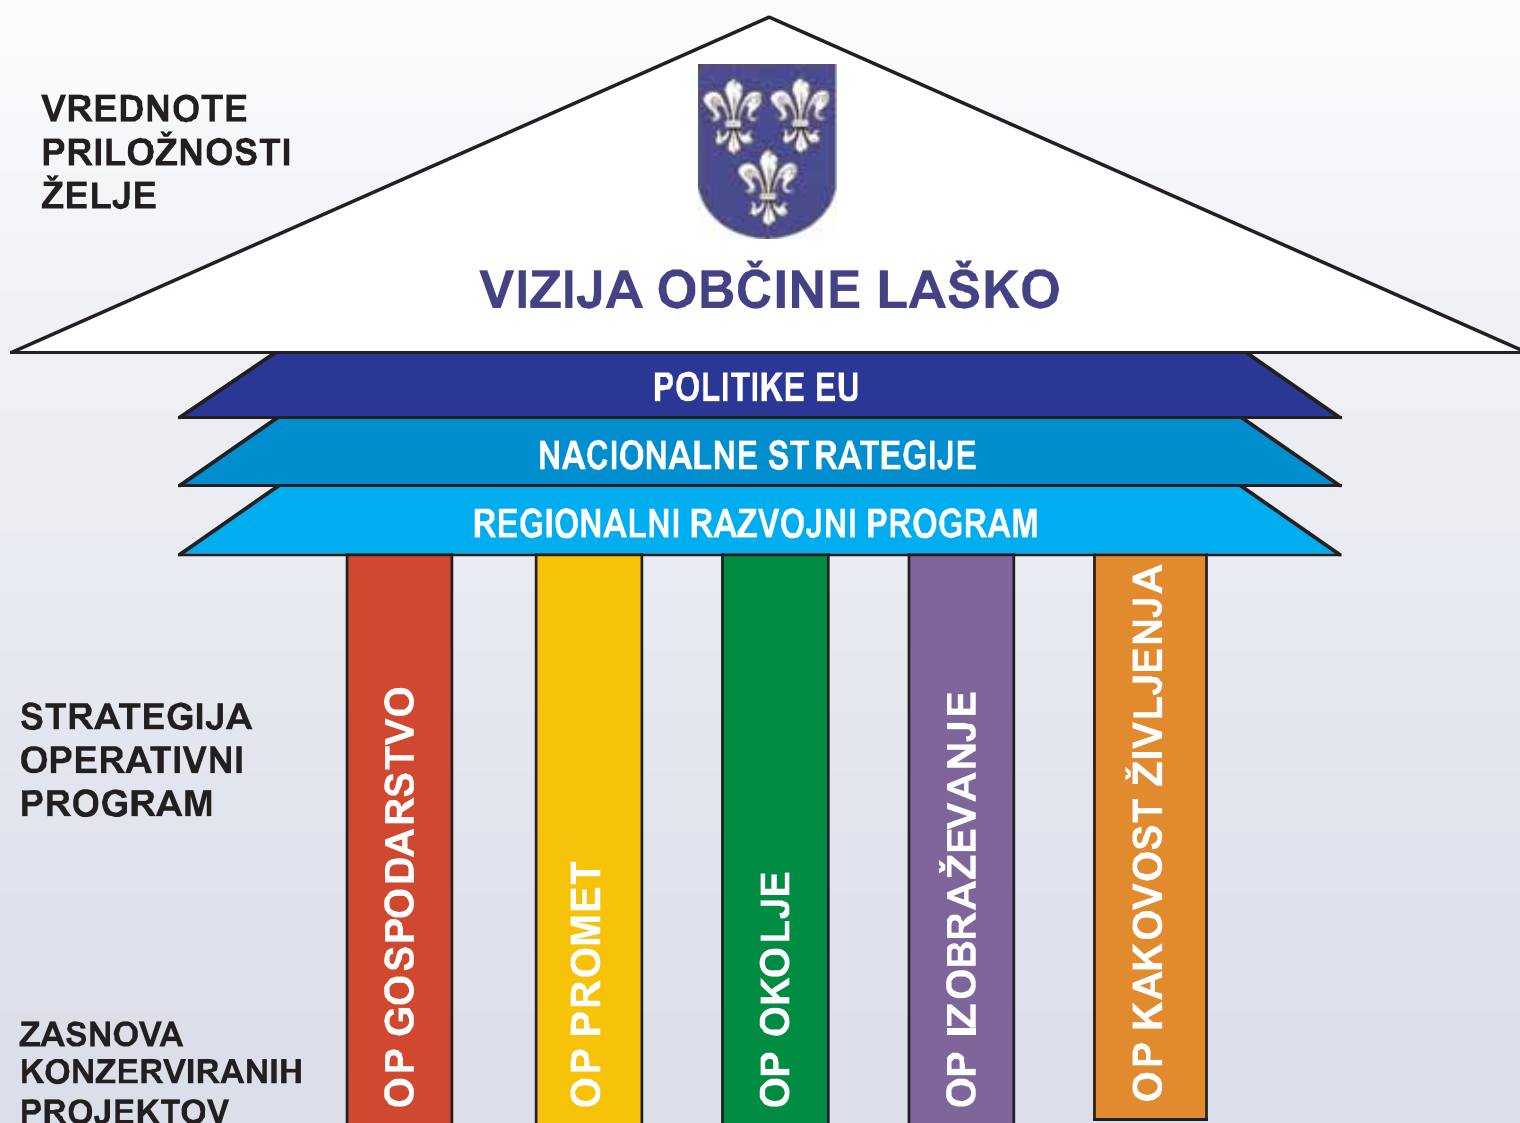 VREDNOTE
PRILOŽNOSTI
ŽELJE
VIZIJA OBČINE LAŠKO
POLITIKE EU
NACIONALNE STRATEGIJE
REGIONALNI RAZVOJNI PROGRAM
STRATEGIJA
OPERATIVNI
PROGRAM
OP GOSPODARSTVO
OP PROMET
OP OKOLJE
OP IZOBRAŽEVANJE
OP KAKOVOST ŽIVLJENJA
ZASNOVA
KONZERVIRANIH
PROJEKTOV